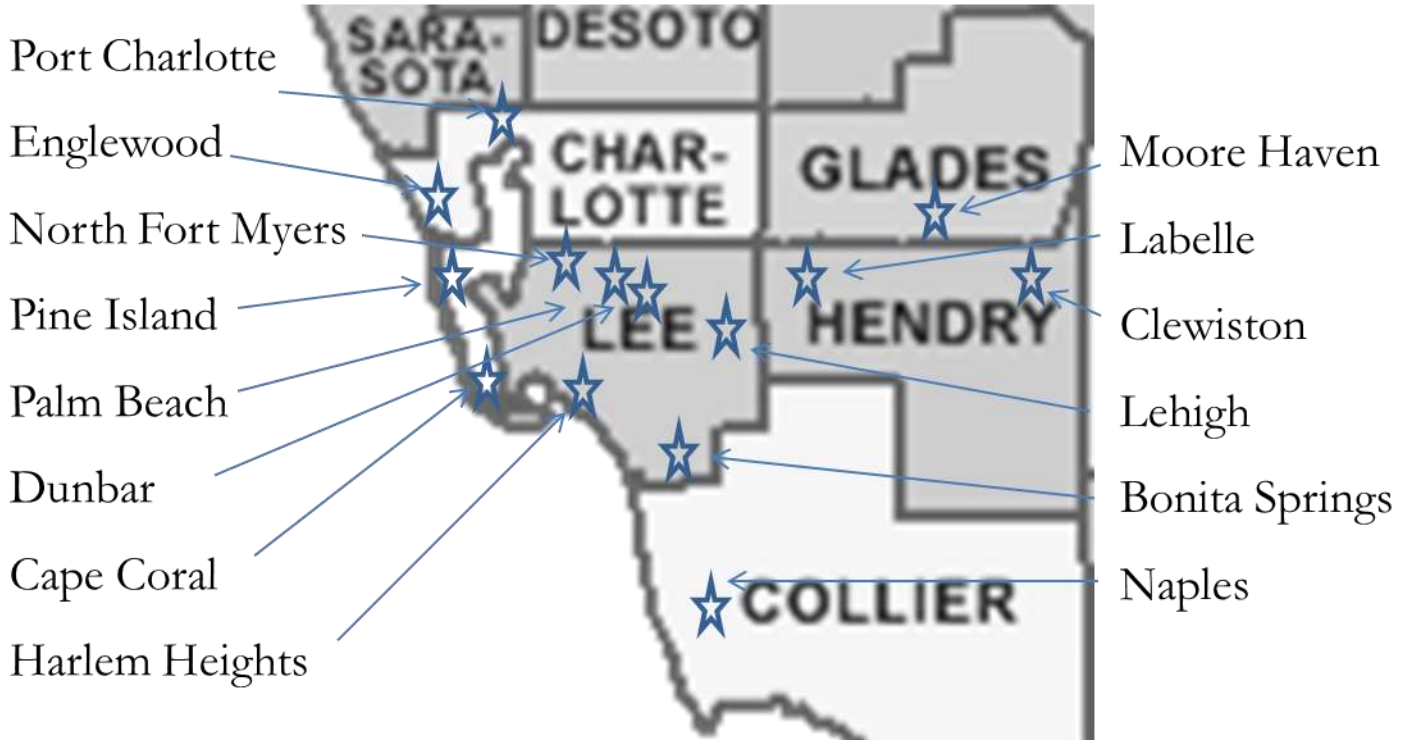 Port Charlotte
Englewood
North Fort Myers
Pine Island
Palm Beach
Dunbar
Cape Coral
Harlem Heights
SARA-
SOTA
DESOTO
CHAR-
LOTTE
GLADES
LEE
HENDRY
COLLIER
Moore Haven
Labelle
Clewiston
Lehigh
Bonita Springs
Naples